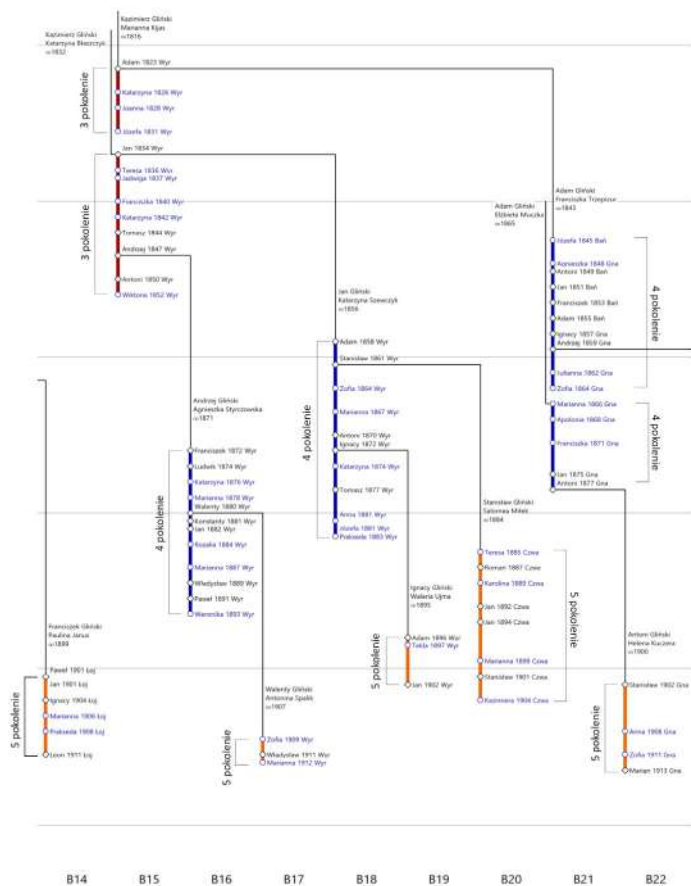 Kazimierz Gliński
Marianna Kijas
∞1816
Kazimierz Gliński
Katarzyna
∞1832
Adam 1823 Wyr
Katarzyna 1826 Wyr
Joanna 1828 Wyr
Józefa 1831 Wyr
3 pokolenie
Jan 1834 Wyr
Teresa 1836 Wyr
Jadwiga 1837 Wyr
Franciszka 1840 Wyr
Katarzyna 1842 Wyr
Tomasz 1844 Wyr
Andrzej 1847 Wyr
Antoni 1850 Wyr
Wiktoria 1852 Wyr
3 pokolenie
Adam Gliński
Franciszka Trzepizur
∞1843
Adam Gliński
Elżbieta Muczka
∞1865
Józefa 1845 Bań
Agnieszka 1848 Gna
Antoni 1849 Bań
Jan 1851 Bań
Franciszek 1853 Bań
Adam 1855 Bań
Ignacy 1857 Gna
Andrzej 1859 Gna
Julianna 1862 Gna
Zofia 1864 Gna
4 pokolenie
Marianna 1866 Gna
Apolonia 1868 Gna
Franciszka 1871 Gna
Jan 1875 Gna
Antoni 1877 Gna
4 pokolenie
Jan Gliński
Katarzyna Szewczyk
∞1856
Adam 1858 Wyr
Stanisław 1861 Wyr
Zofia 1864 Wyr
Marianna 1867 Wyr
Antoni 1870 Wyr
Ignacy 1872 Wyr
Katarzyna 1874 Wyr
Tomasz 1877 Wyr
Anna 1881 Wyr
Józefa 1881 Wyr
Prakseda 1883 Wyr
4 pokolenie
Andrzej Gliński
Agnieszka Styrczowska
∞1871
Franciszek 1872 Wyr
Ludwik 1874 Wyr
Katarzyna 1876 Wyr
Marianna 1878 Wyr
Walenty 1880 Wyr
Konstanty 1881 Wyr
Jan 1882 Wyr
Rozalia 1884 Wyr
Marianna 1887 Wyr
Władysław 1889 Wyr
Paweł 1891 Wyr
Weronika 1893 Wyr
4 pokolenie
Stanisław Gliński
Salomea Miłek
∞1884
Teresa 1885 Czwa
Roman 1887 Czwa
Karolina 1889 Czwa
Jan 1892 Czwa
Jan 1894 Czwa
Marianna 1899 Czwa
Stanisław 1901 Czwa
Kazimiera 1904 Czwa
5 pokolenie
Ignacy Gliński
Waleria Ujma
∞1895
Adam 1896 Wyr
Tekla 1897 Wyr
Jan 1902 Wyr
5 pokolenie
Franciszek Gliński
Paulina Janus
∞1899
Paweł 1901 Łoj
Jan 1901 Łoj
Ignacy 1904 Łoj
Marianna 1906 Łoj
Prakseda 1908 Łoj
Leon 1911 Łoj
5 pokolenie
Walenty Gliński
Antonina Spalik
∞1907
Zofia 1909 Wyr
Władysław 1911 Wyr
Marianna 1912 Wyr
5 pokolenie
Antoni Gliński
Helena Kuczera
∞1900
Stanisław 1902 Gna
Anna 1908 Gna
Zofia 1911 Gna
Marian 1913 Gna
5 pokolenie
B14 B15 B16 B17 B18 B19 B20 B21 B22